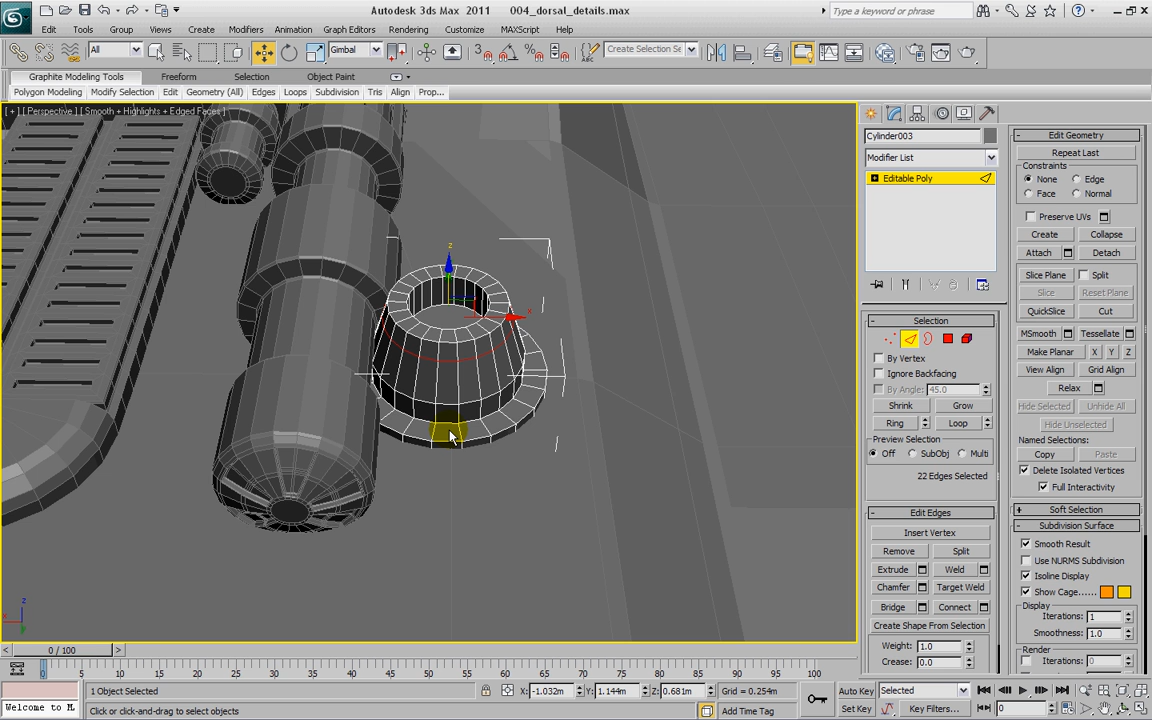 Autodesk 3ds Max 2011 004_dorsal_details.max
Type a keyword or phrase
Edit Tools Group Views Create Modifiers Animation Graph Editors Rendering Customize MAXScript Help
All Gimbal Create Selection Se
Graphite Modeling Tools Freeform Selection Object Paint
Polygon Modeling Modify Selection Edit Geometry (All) Edges Loops Subdivision Tris Align Prop...
[ + ] [ Perspective ] [ Smooth + Highlights + Edged Faces ]
z
x
z
x
y
Cylinder003
Modifier List
Editable Poly
Selection
By Vertex
Ignore Backfacing
By Angle: 45.0
Shrink Grow
Ring Loop
Preview Selection
Off SubObj Multi
22 Edges Selected
Edit Edges
Insert Vertex
Remove Split
Extrude Weld
Chamfer Target Weld
Bridge Connect
Create Shape From Selection
Weight: 1.0
Crease: 0.0
Edit Geometry
Repeat Last
Constraints
None Edge
Face Normal
Preserve UVs
Create Collapse
Attach Detach
Slice Plane Split
Slice Reset Plane
QuickSlice Cut
MSmooth Tessellate
Make Planar X Y Z
View Align Grid Align
Relax
Hide Selected Unhide All
Hide Unselected
Named Selections:
Copy Paste
Delete Isolated Vertices
Full Interactivity
Soft Selection
Subdivision Surface
Smooth Result
Use NURMS Subdivision
Isoline Display
Show Cage......
Display
Iterations: 1
Smoothness: 1.0
Render
Iterations: 0
0 / 100
0 5 10 15 20 25 30 35 40 45 50 55 60 65 70 75 80 85 90 95 100
1 Object Selected X: -1.032m Y: 1.144m Z: 0.681m Grid = 0.254m Auto Key Selected
Welcome to M Click or click-and-drag to select objects Add Time Tag Set Key Key Filters... 0